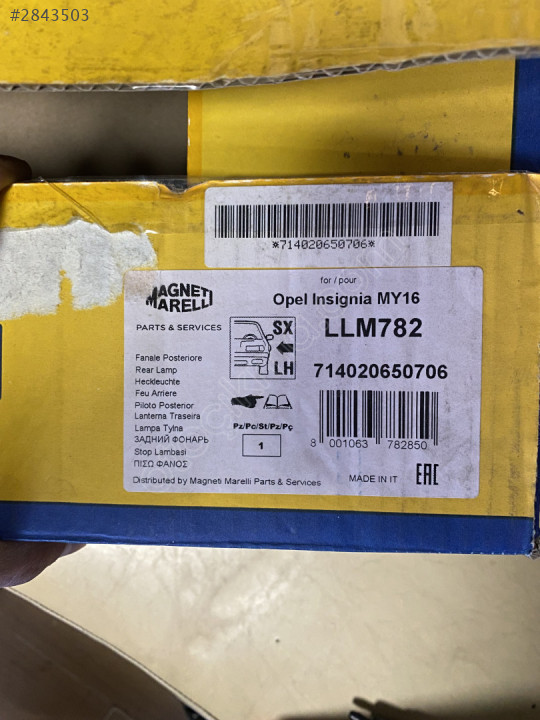 #2843503
*714020650706*
for / pour
MAGNETI
MARELLI
Opel Insignia MY16
PARTS & SERVICES
SX
LLM782
LH
714020650706
Fanale Posteriore
Rear Lamp
Heckleuchte
Feu Arriere
Piloto Posterior
Lanterna Traseira
Lampa Tylna
ЗАДНИЙ ФОНАРЬ
Stop Lambasi
ΠΙΣΩ ΦΑΝΟΣ
Pz/Pc/St/Pz/Pç
1
8 001063 782850
Distributed by Magneti Marelli Parts & Services
MADE IN IT
EAC